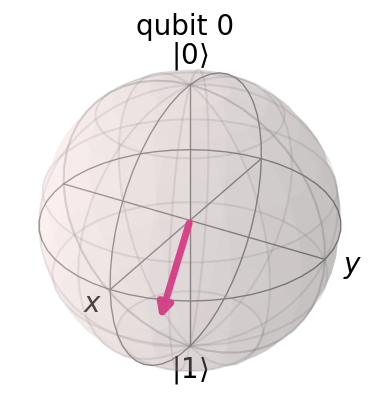 qubit 0
|0⟩
x
y
|1⟩